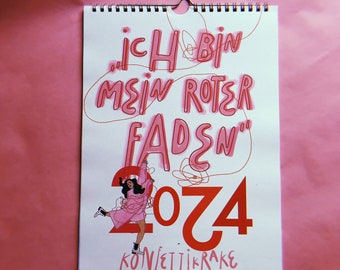 „ICH BIN
MEIN ROTER
FADEN“
2024
KONFETTIKRAKE